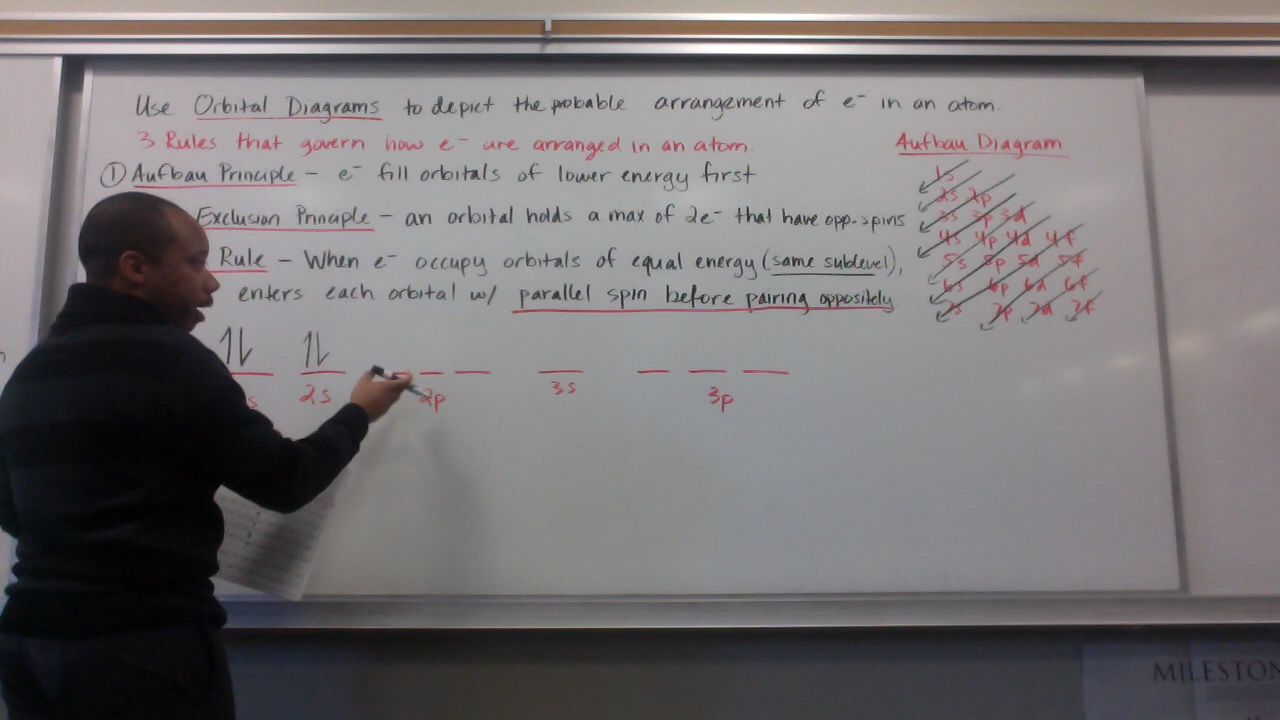 Use Orbital Diagrams to depict the probable arrangement of e⁻ in an atom.
3 Rules that govern how e⁻ are arranged in an atom.
① Aufbau Principle – e⁻ fill orbitals of lower energy first
Exclusion Principle – an orbital holds a max of 2e⁻ that have opp. spins
Rule – When e⁻ occupy orbitals of equal energy (same sublevel),
enters each orbital w/ parallel spin before pairing oppositely
s 2s 2p 3s 3p
Aufbau Diagram
1s
2s 2p
3s 3p 3d
4s 4p 4d 4f
5s 5p 5d 5f
6s 6p 6d 6f
7s 7p 7d 7f
MILESTON